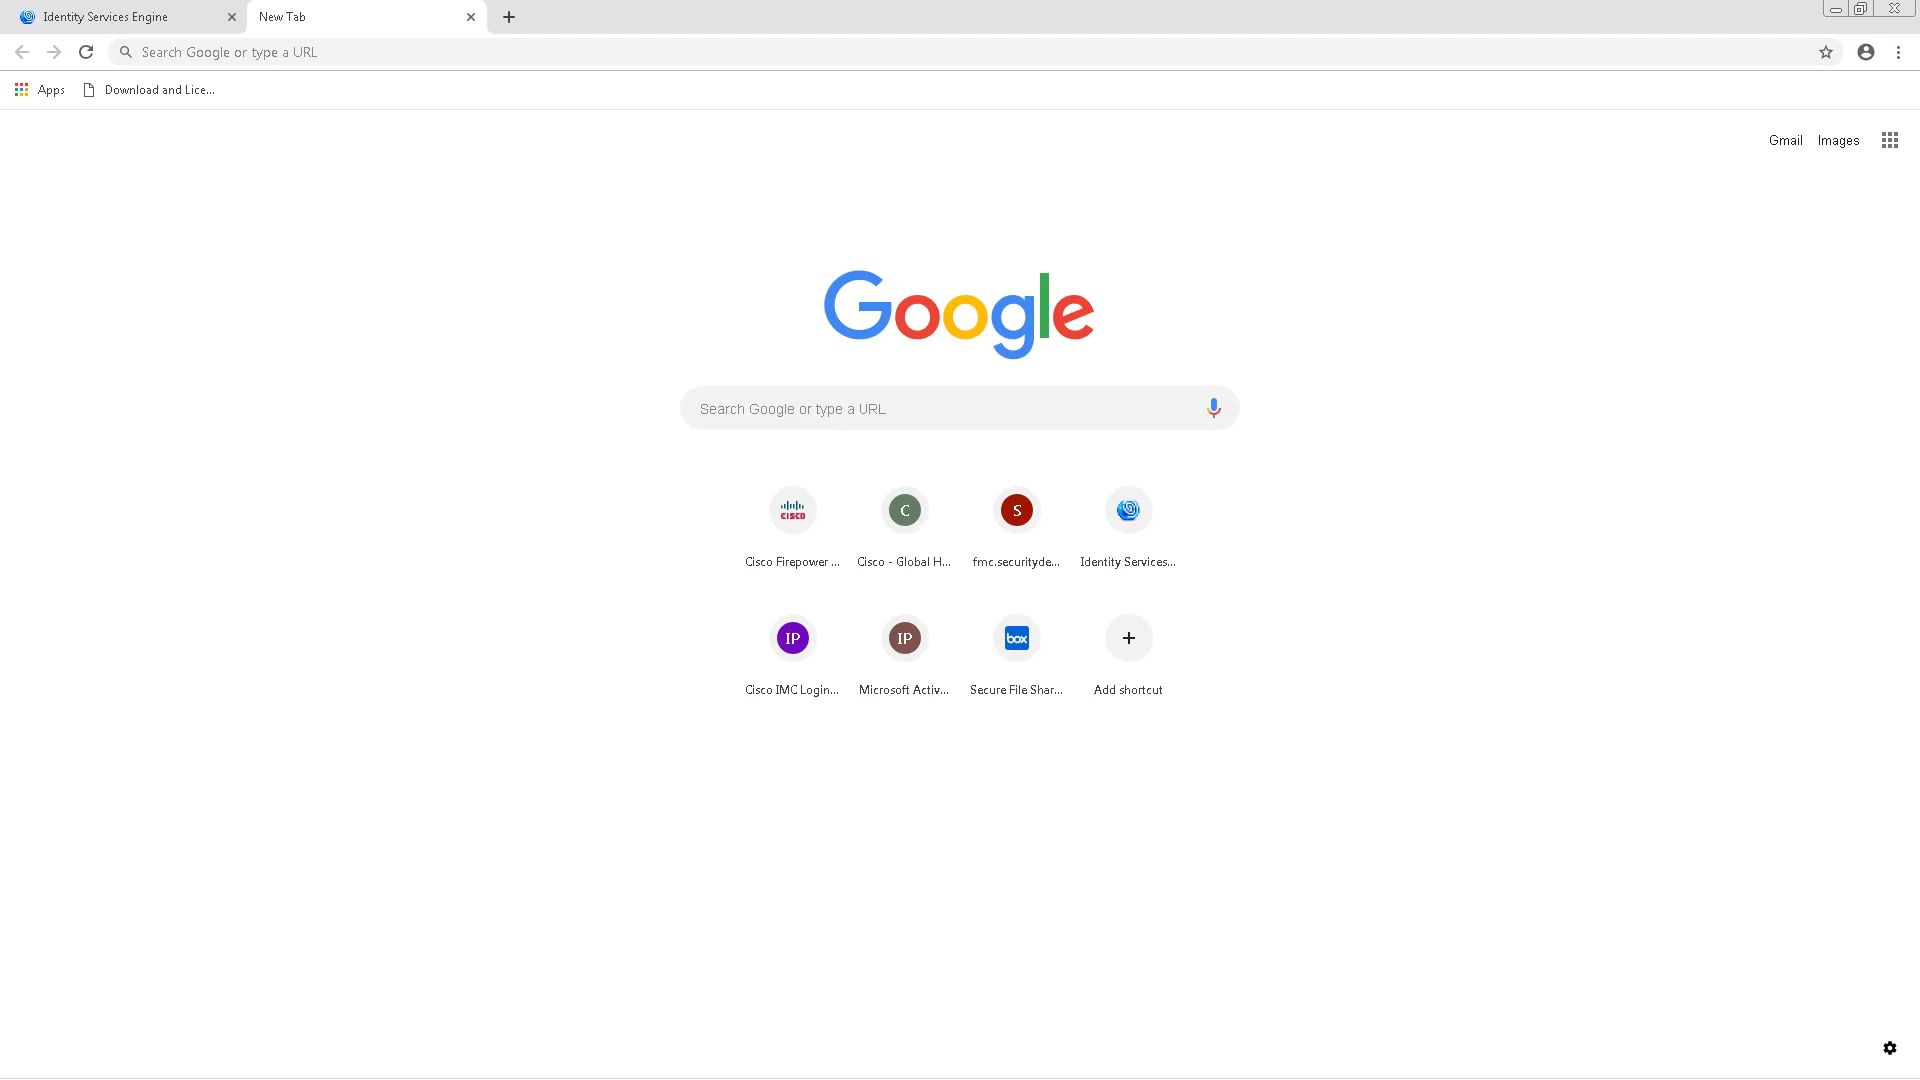 Identity Services Engine
New Tab
Search Google or type a URL
Apps
Download and Lice...
Gmail Images
Google
Search Google or type a URL
CISCO
C
S
Cisco Firepower ...
Cisco - Global H...
fmc.securityde...
Identity Services...
IP
IP
box
Cisco IMC Login...
Microsoft Activ...
Secure File Shar...
Add shortcut